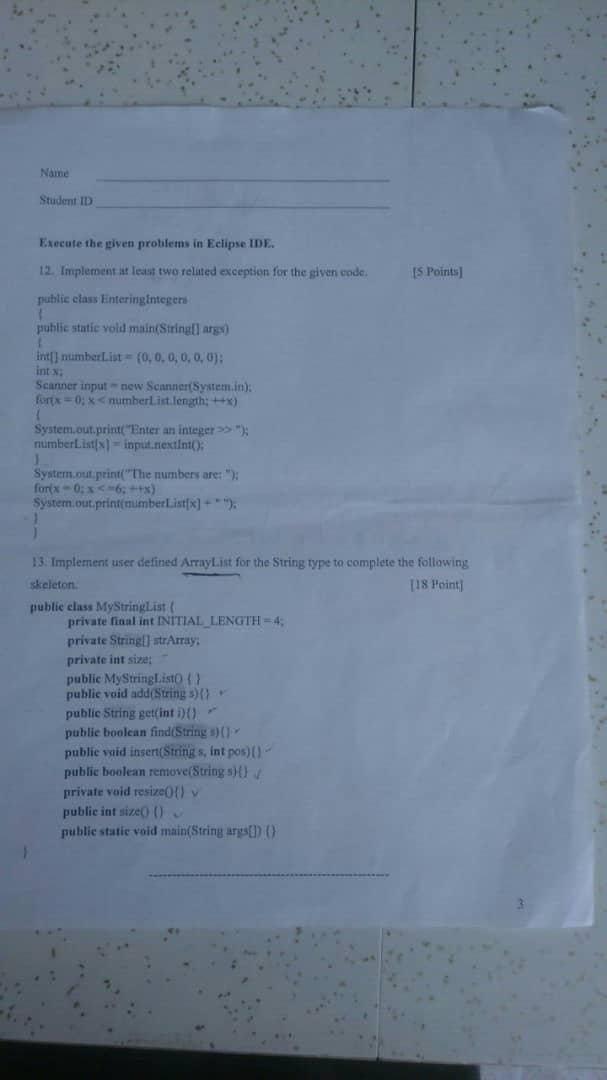 Name
Student ID
Execute the given problems in Eclipse IDE.
12. Implement at least two related exception for the given code. [5 Points]
public class EnteringIntegers
{
public static void main(String[] args)
{
int[] numberList = {0, 0, 0, 0, 0, 0};
int x;
Scanner input = new Scanner(System.in);
for(x = 0; x < numberList.length; ++x)
{
System.out.print("Enter an integer >> ");
numberList[x] = input.nextInt();
}
System.out.print("The numbers are: ");
for(x = 0; x <=6; ++x)
System.out.print(numberList[x] + " ");
}
}
13. Implement user defined ArrayList for the String type to complete the following
skeleton. [18 Point]
public class MyStringList {
private final int INITIAL_LENGTH = 4;
private String[] strArray;
private int size;
public MyStringList() { }
public void add(String s){}
public String get(int i){}
public boolean find(String s){}
public void insert(String s, int pos){}
public boolean remove(String s){}
private void resize(){}
public int size() {}
public static void main(String args[]) {}
}
3